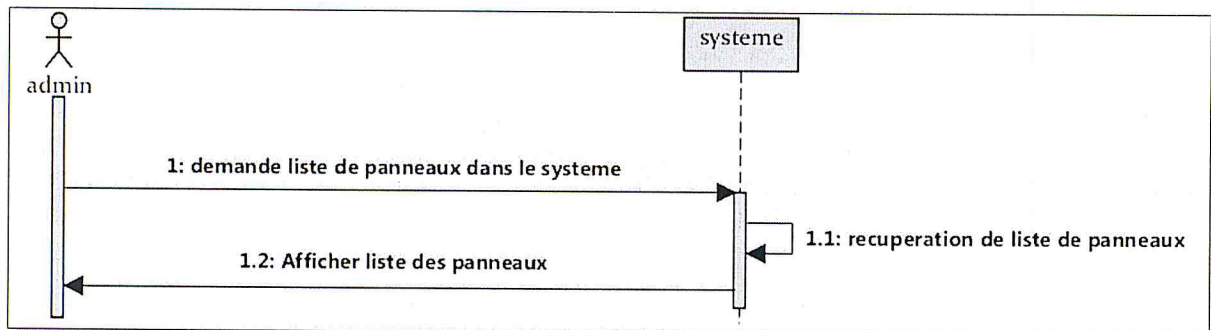 systeme
admin
1: demande liste de panneaux dans le systeme
1.1: recuperation de liste de panneaux
1.2: Afficher liste des panneaux